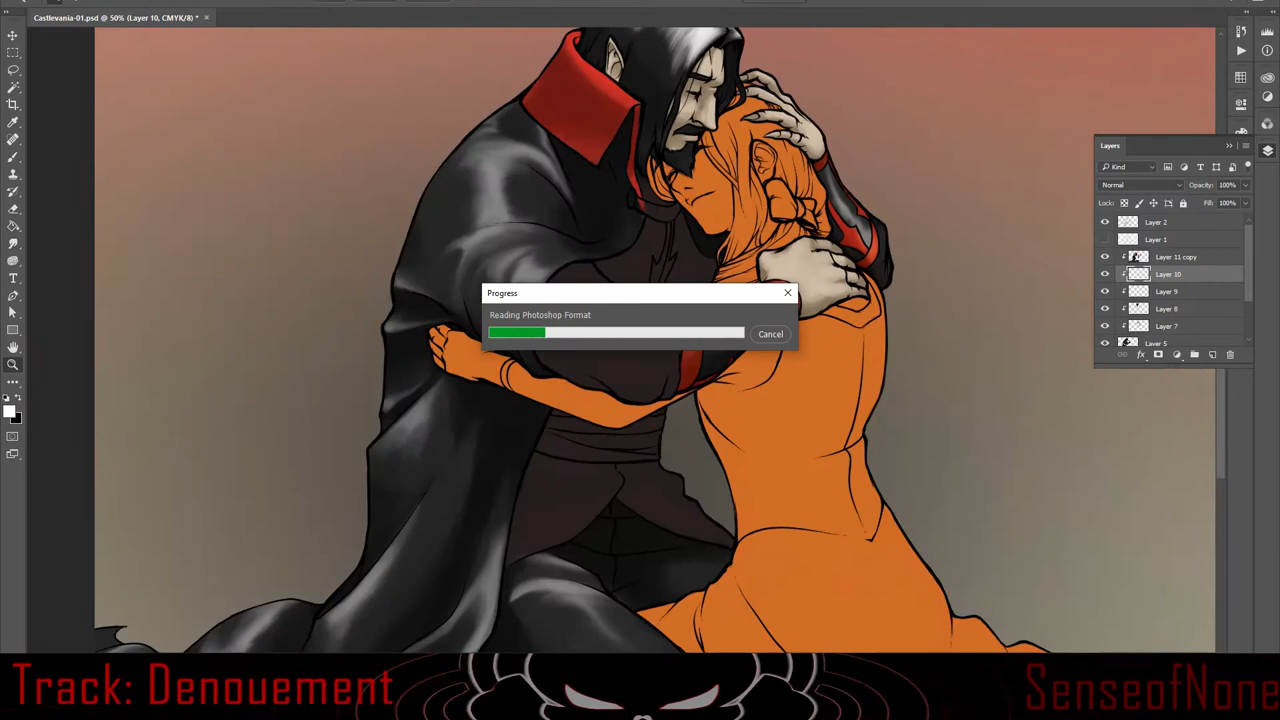 Castlevania-01.psd @ 50% (Layer 10, CMYK/8) *
Layers
Kind
Normal
Opacity: 100%
Lock:
Fill: 100%
Layer 2
Layer 1
Layer 11 copy
Layer 10
Layer 9
Layer 8
Layer 7
Layer 5
Progress
Reading Photoshop Format
Cancel
Track: Denouement
SenseofNone